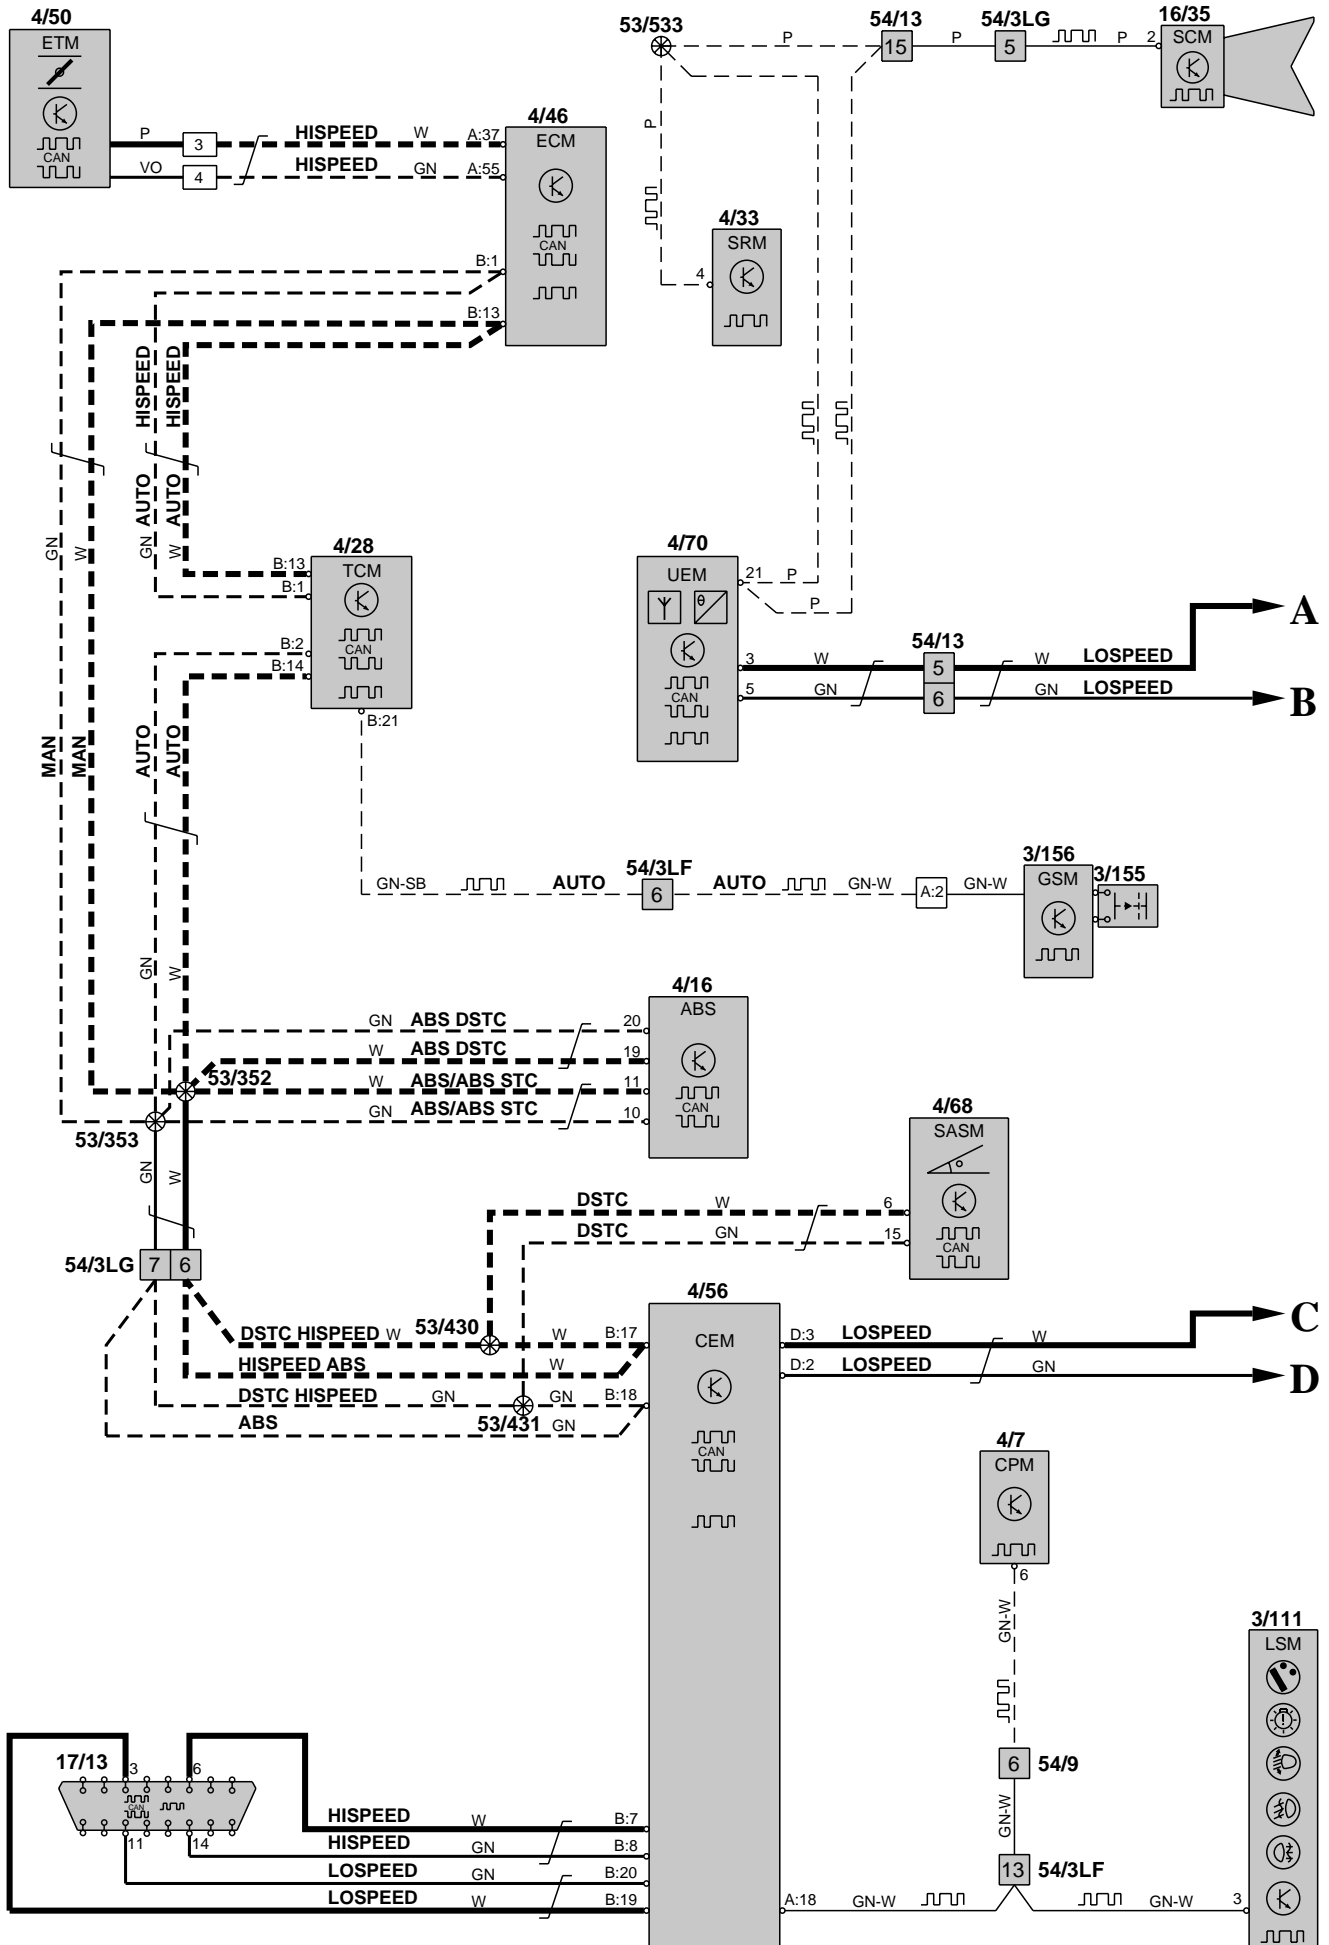 4/50
ETM
CAN
P
3
VO
4
HISPEED
W
A:37
HISPEED
GN
A:55
4/46
ECM
CAN
B:1
B:13
53/533
P
54/13
15
P
54/3LG
5
P
2
16/35
SCM
P
4/33
SRM
4
HISPEED
HISPEED
AUTO
AUTO
GN
W
GN
W
4/28
TCM
CAN
B:13
B:1
B:2
B:14
B:21
4/70
UEM
θ
CAN
21
P
P
3
W
5
GN
54/13
5
6
W
LOSPEED
GN
LOSPEED
A
B
MAN
MAN
AUTO
AUTO
GN-SB
AUTO
54/3LF
6
AUTO
GN-W
A:2
GN-W
3/156
GSM
3/155
GN
W
4/16
ABS
CAN
GN
ABS DSTC
20
W
ABS DSTC
19
W
ABS/ABS STC
11
GN
ABS/ABS STC
10
53/352
53/353
GN
W
4/68
SASM
CAN
DSTC
W
6
DSTC
GN
15
54/3LG
7
6
4/56
CEM
CAN
DSTC HISPEED
W
53/430
W
B:17
HISPEED ABS
W
DSTC HISPEED
GN
GN
B:18
ABS
53/431
GN
D:3
LOSPEED
W
D:2
LOSPEED
GN
C
D
4/7
CPM
6
GN-W
6
54/9
GN-W
13
54/3LF
A:18
GN-W
GN-W
3
3/111
LSM
17/13
3
6
CAN
11
14
HISPEED
W
B:7
HISPEED
GN
B:8
LOSPEED
GN
B:20
LOSPEED
W
B:19